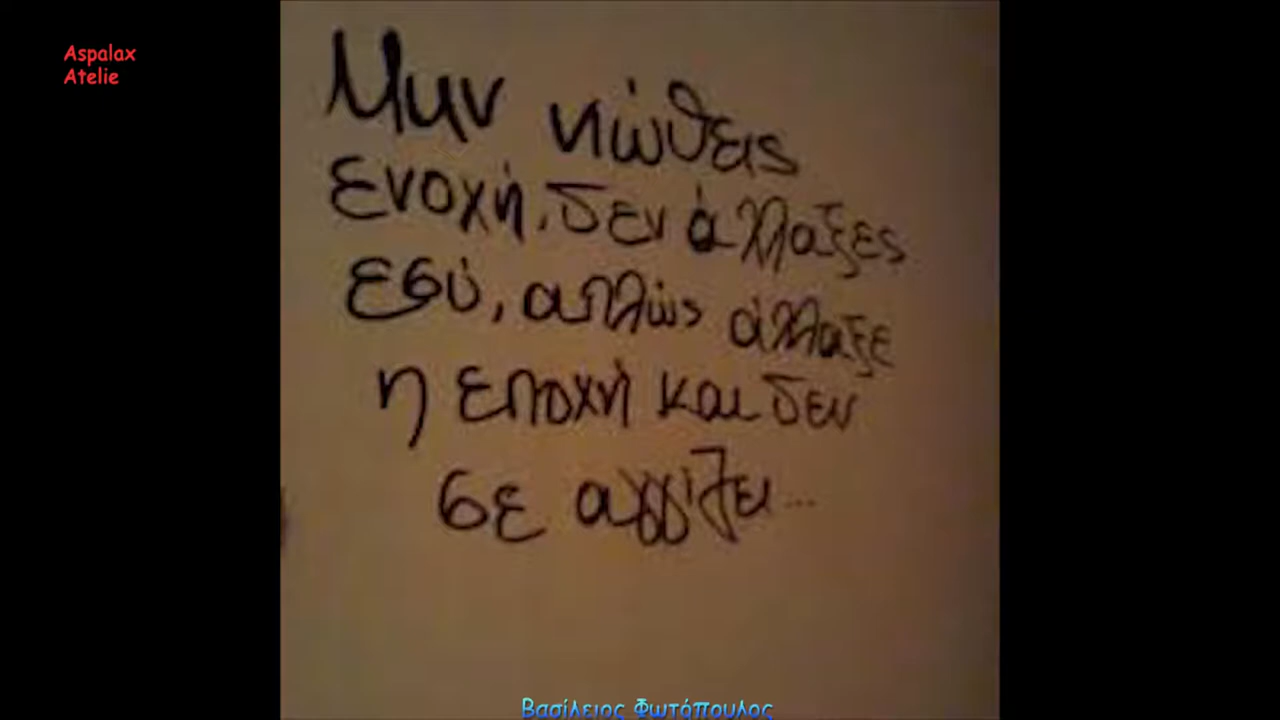 Aspalax
Atelie
Μην νιώθεις
ενοχή, δεν άλλαξες
εσύ, απλώς άλλαξε
η εποχή και δεν
σε αγγίζει...
Βασίλειος Φωτόπουλος